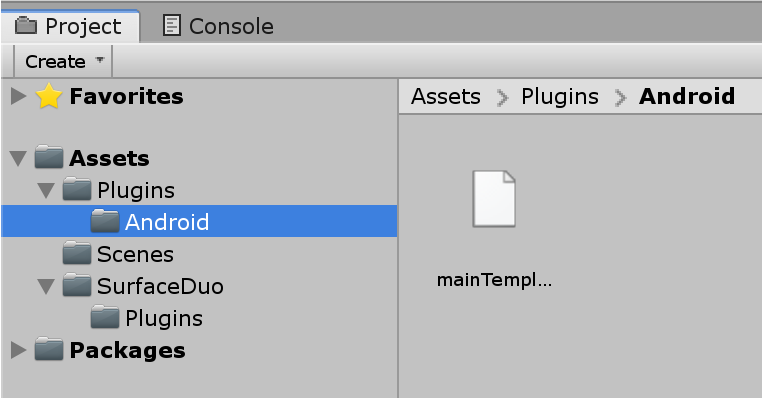 Project Console
Create
Favorites
Assets
Plugins
Android
Scenes
SurfaceDuo
Plugins
Packages
Assets Plugins Android
mainTempl...